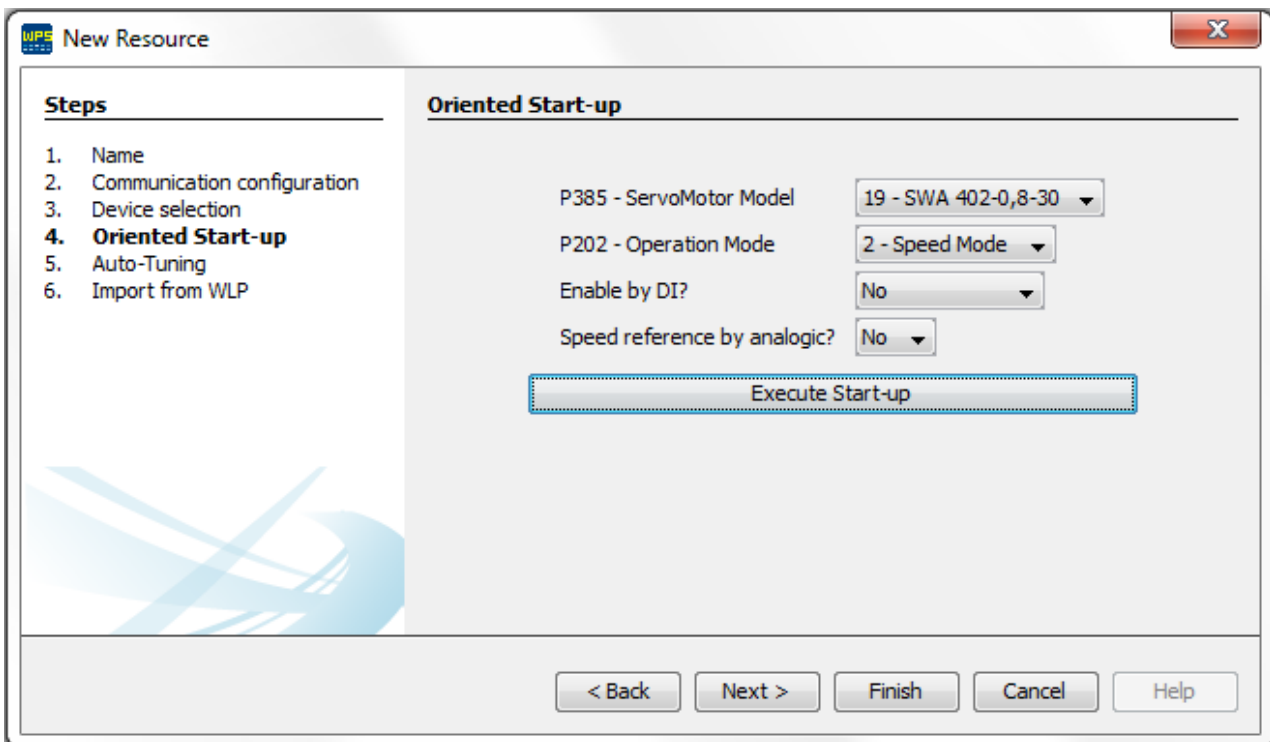 WPS New Resource
Steps
1. Name
2. Communication configuration
3. Device selection
4. Oriented Start-up
5. Auto-Tuning
6. Import from WLP
Oriented Start-up
P385 - ServoMotor Model 19 - SWA 402-0,8-30
P202 - Operation Mode 2 - Speed Mode
Enable by DI? No
Speed reference by analogic? No
Execute Start-up
< Back Next > Finish Cancel Help